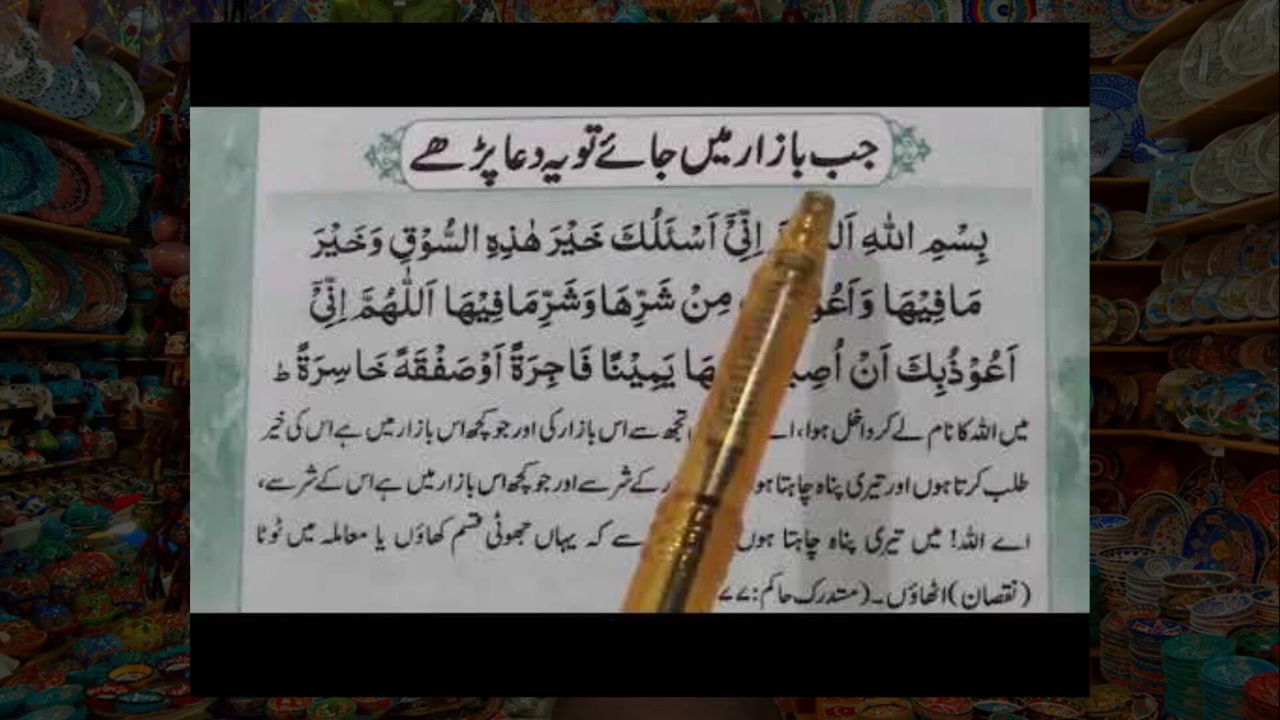 جب بازار میں جائے تو یہ دعا پڑھے
بِسْمِ اللهِ اِنِّيْٓ اَسْئَلُكَ خَيْرَ هٰذِهِ السُّوْقِ وَخَيْرَ
مَا فِيْهَا مِنْ شَرِّهَا وَشَرِّ مَا فِيْهَا اَللّٰهُمَّ اِنِّيْٓ
اَعُوْذُ بِكَ اَنْ يَمِيْنًا فَاجِرَةً اَوْ صَفْقَةً خَاسِرَةً ط
میں اللہ کا نام لے کر داخل ہوا، تجھ سے اس بازار کی اور جو کچھ اس بازار میں ہے اس کی خیر
طلب کرتا ہوں اور تیری پناہ چاہتا کے شر سے اور جو کچھ اس بازار میں ہے اس کے شر سے،
اے اللہ! میں تیری پناہ چاہتا ہوں سے کہ یہاں جھوٹی قسم کھاؤں یا معاملہ میں ٹوٹا
(نقصان) اٹھاؤں۔ (مستدرک حاکم: